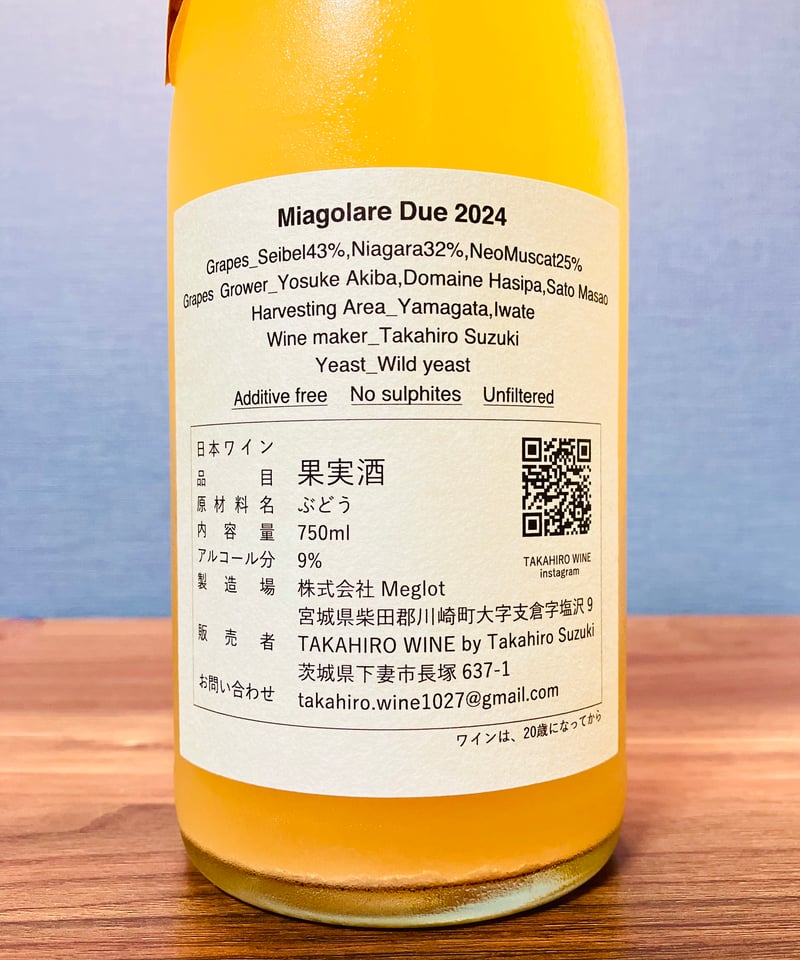 Miagolare Due 2024
Grapes_Seibel43%,Niagara32%,NeoMuscat25%
Grapes Grower_Yosuke Akiba,Domaine Hasipa,Sato Masao
Harvesting Area_Yamagata,Iwate
Wine maker_Takahiro Suzuki
Yeast_Wild yeast
Additive free No sulphites Unfiltered
日本ワイン
品目 果実酒
原材料名 ぶどう
内容量 750ml
アルコール分 9%
製造場 株式会社 Meglot
宮城県柴田郡川崎町大字支倉字塩沢 9
販売者 TAKAHIRO WINE by Takahiro Suzuki
茨城県下妻市長塚 637-1
お問い合わせ takahiro.wine1027@gmail.com
TAKAHIRO WINE
instagram
ワインは、20歳になってから